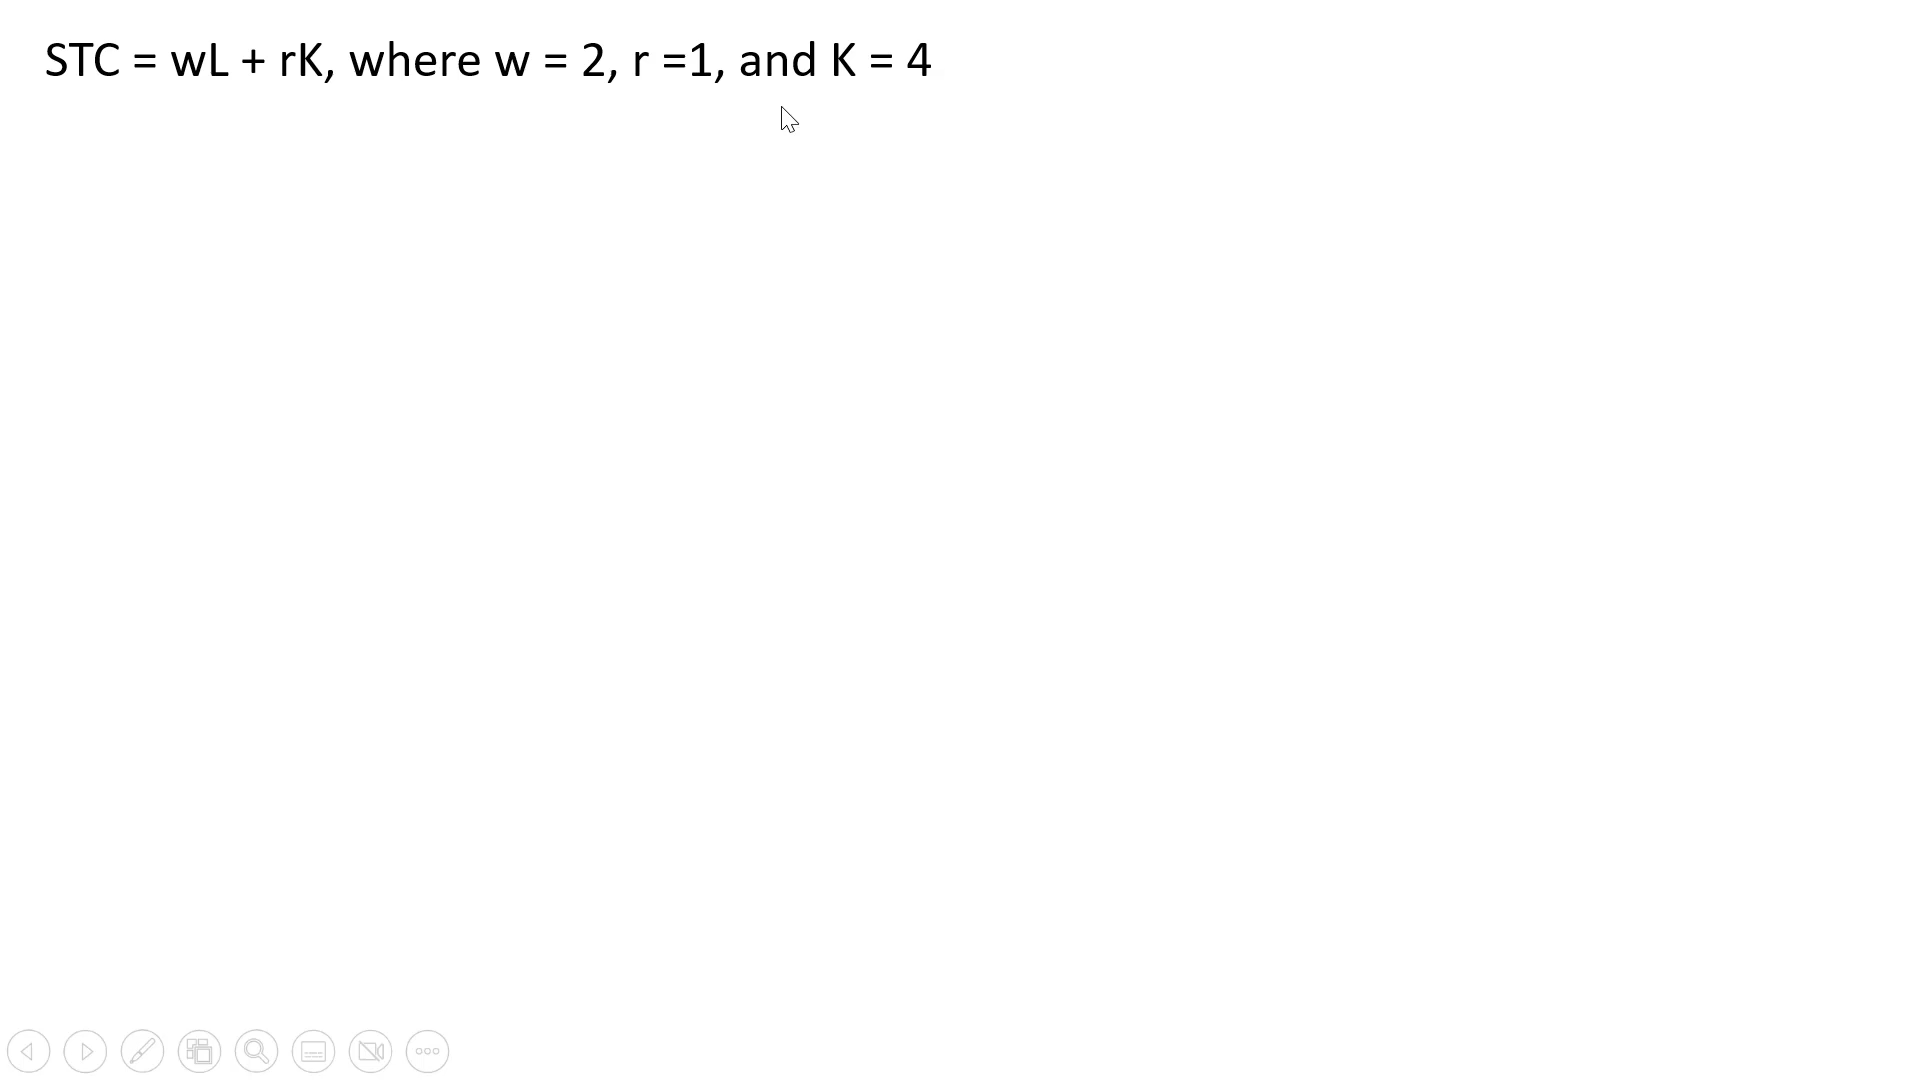 STC = wL + rK, where w = 2, r =1, and K = 4